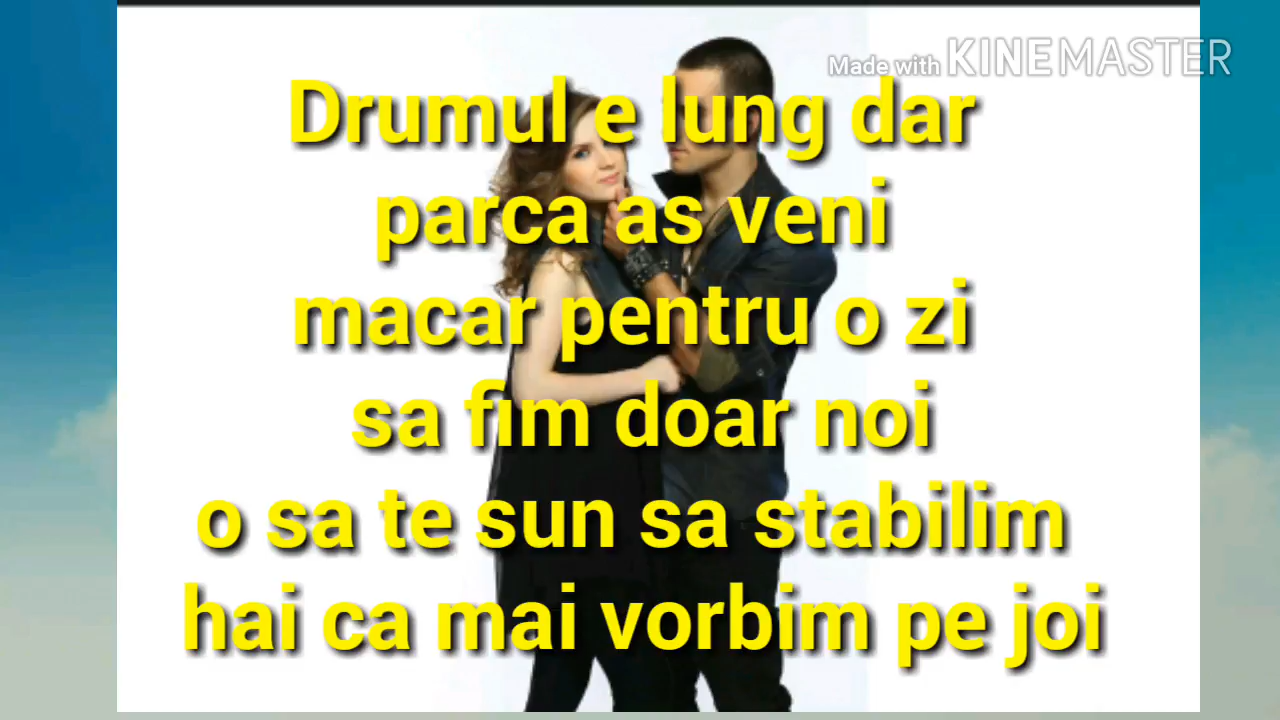 Made with KINEMASTER
Drumul e lung dar
parca as veni
macar pentru o zi
sa fim doar noi
o sa te sun sa stabilim
hai ca mai vorbim pe joi